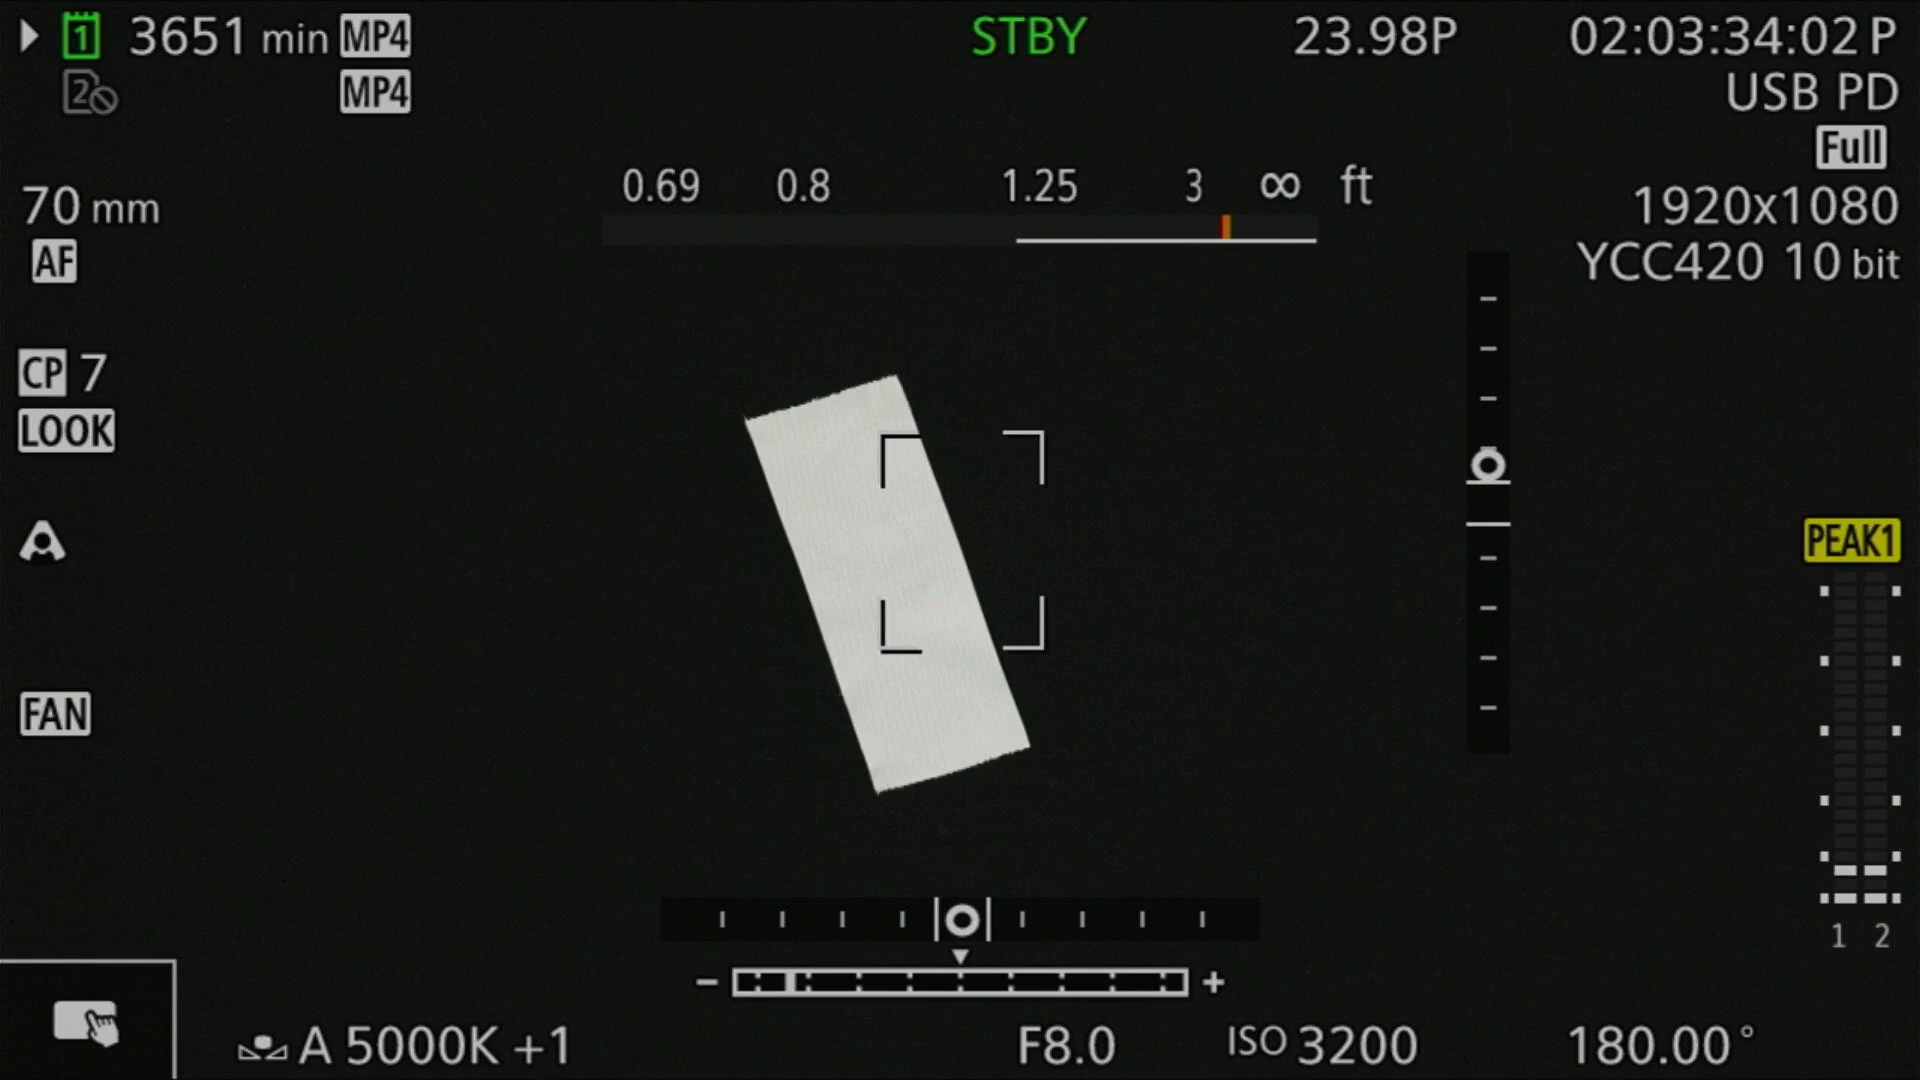 1 3651 min MP4 STBY 23.98P 02:03:34:02 P
2 MP4 USB PD
Full
0.69 0.8 1.25 3 ∞ ft
70 mm 1920x1080
AF YCC420 10 bit
CP 7
LOOK
A
PEAK1
FAN
1 2
− +
A 5000K +1 F8.0 ISO 3200 180.00°